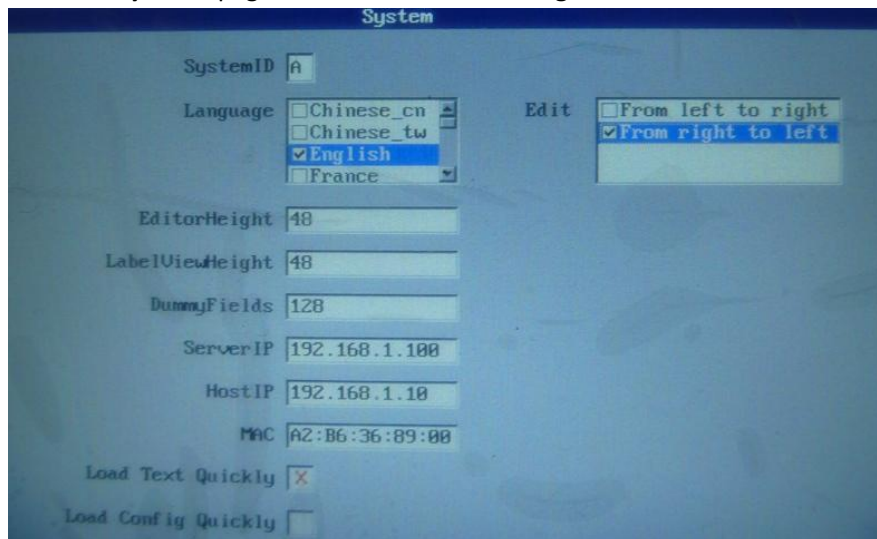 System
SystemID A
Language Chinese_cn
Chinese_tw
English
France
Edit From left to right
From right to left
EditorHeight 48
LabelViewHeight 48
DummyFields 128
ServerIP 192.168.1.100
HostIP 192.168.1.10
MAC A2:B6:36:89:00
Load Text Quickly X
Load Config Quickly